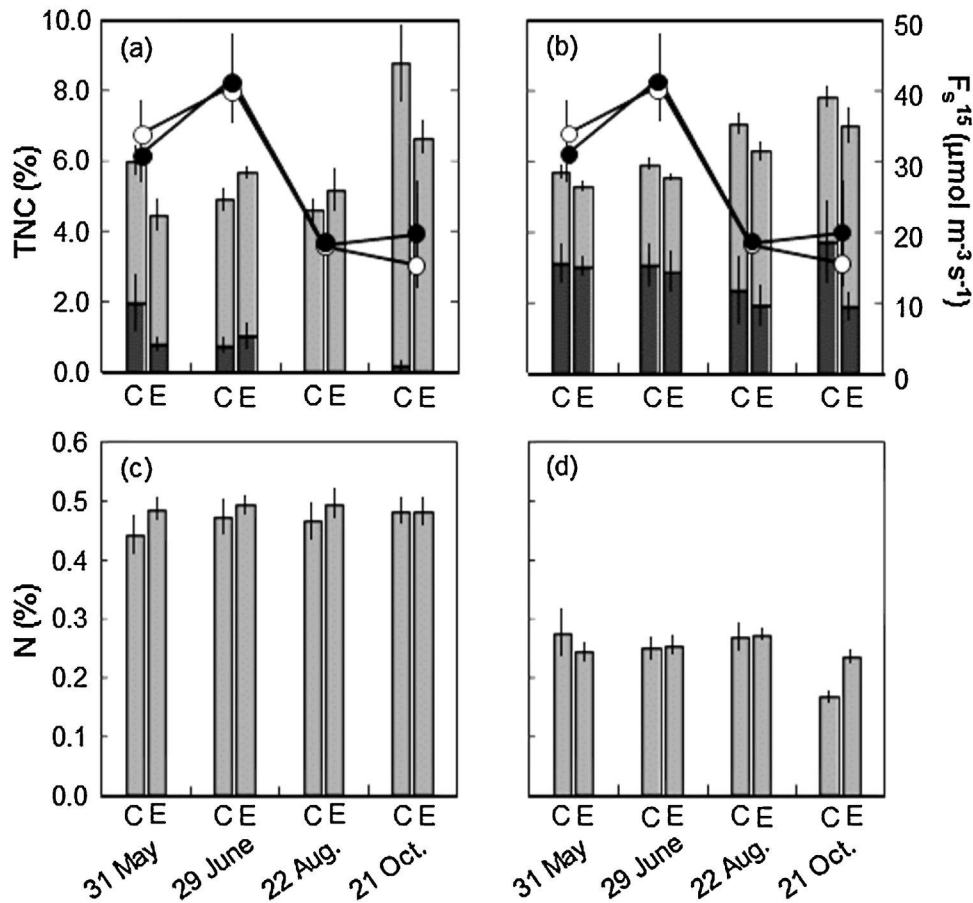 (a)
10.0
8.0
6.0
4.0
2.0
0.0
TNC (%)
C E C E C E C E
(b)
50
40
30
20
10
0
Fs15 (μmol m-3 s-1)
C E C E C E C E
(c)
0.6
0.5
0.4
0.3
0.2
0.1
0.0
N (%)
C E C E C E C E
31 May
29 June
22 Aug.
21 Oct.
(d)
C E C E C E C E
31 May
29 June
22 Aug.
21 Oct.